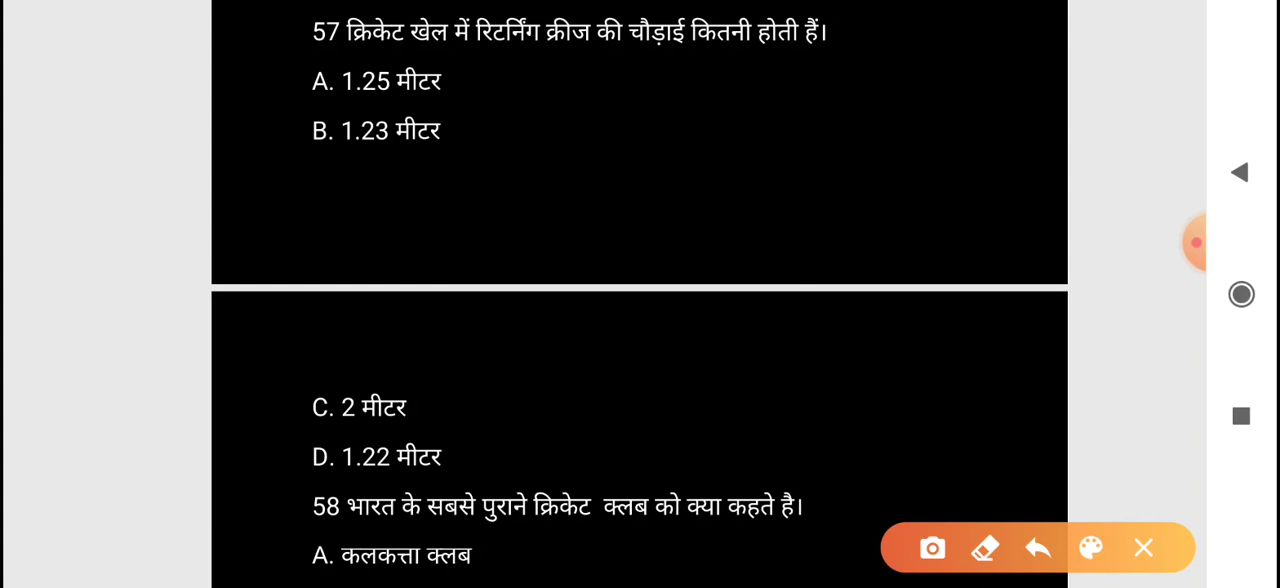 57 क्रिकेट खेल में रिटर्निंग क्रीज की चौड़ाई कितनी होती हैं।
A. 1.25 मीटर
B. 1.23 मीटर
C. 2 मीटर
D. 1.22 मीटर
58 भारत के सबसे पुराने क्रिकेट क्लब को क्या कहते है।
A. कलकत्ता क्लब